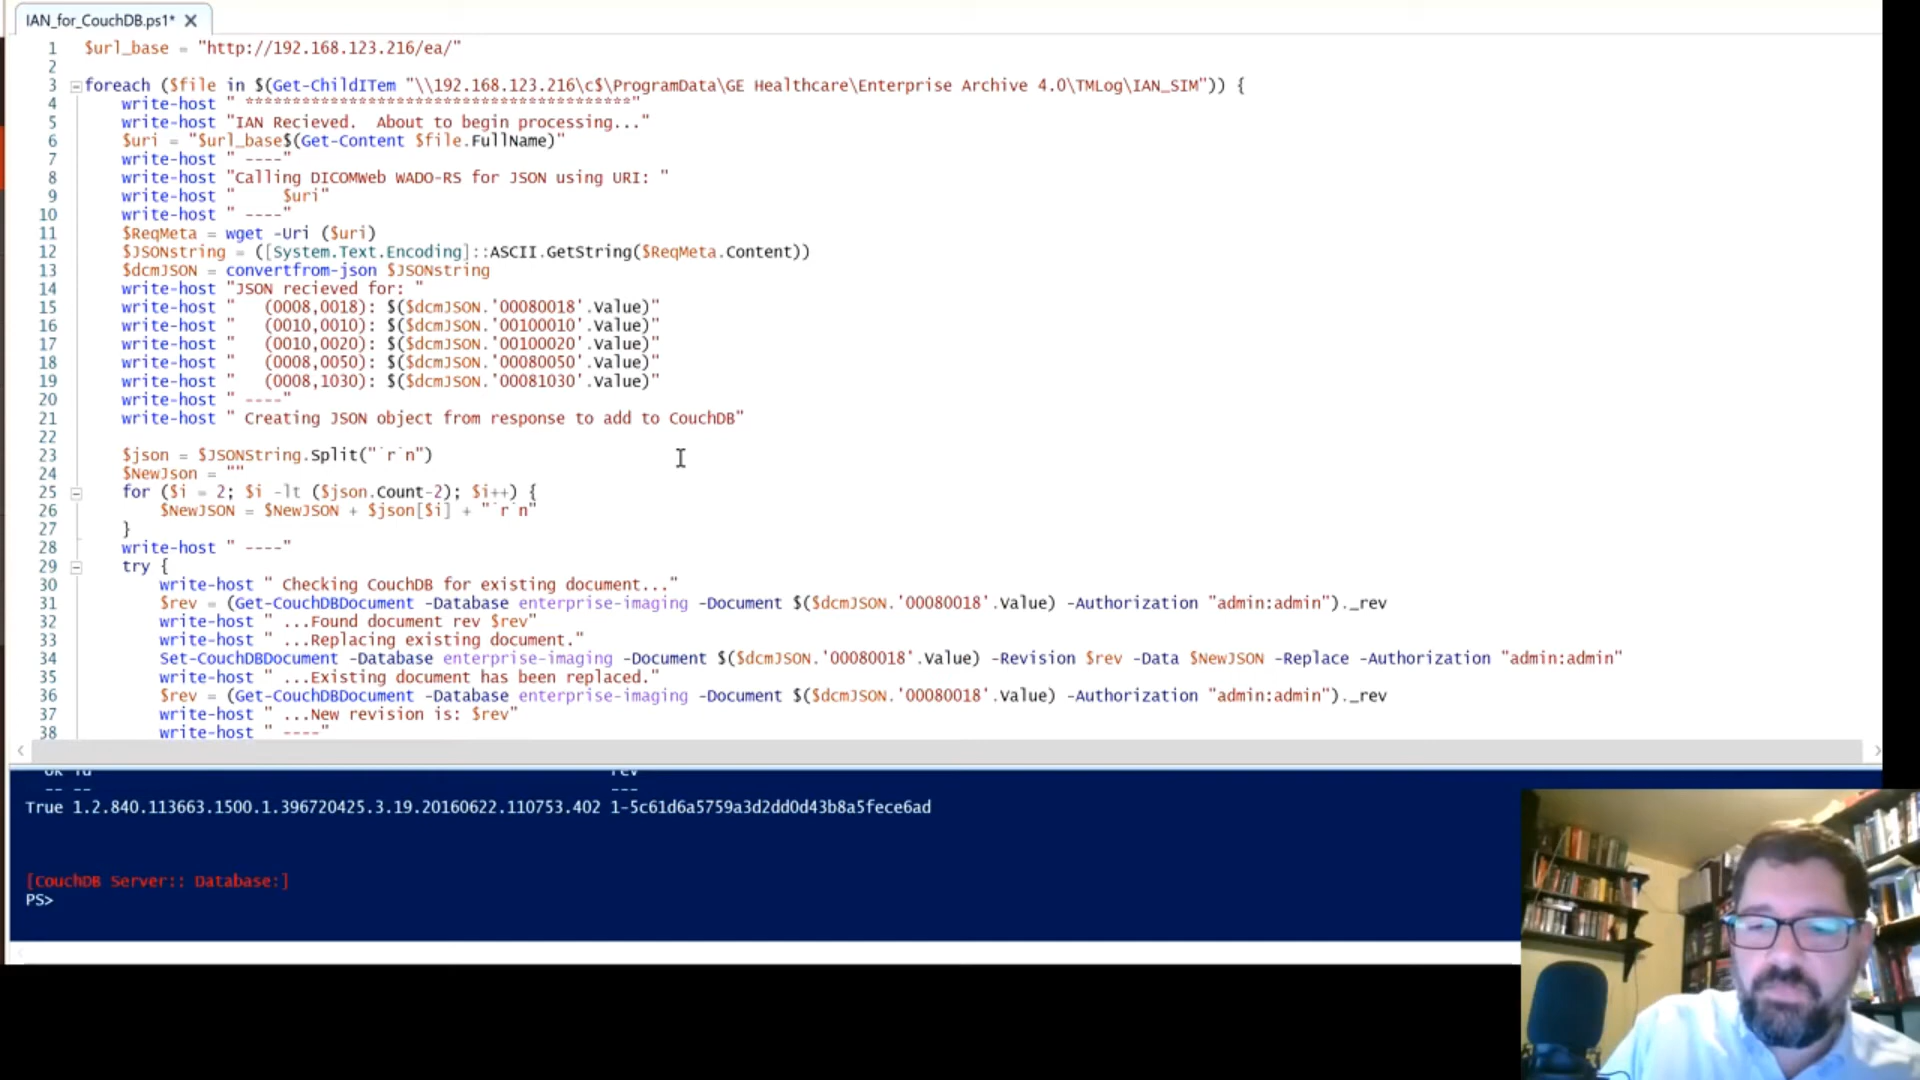 IAN_for_CouchDB.ps1* X
1 $url_base = "http://192.168.123.216/ea/"
2
3 foreach ($file in $(Get-ChildITem "\\192.168.123.216\c$\ProgramData\GE Healthcare\Enterprise Archive 4.0\TMLog\IAN_SIM")) {
4 write-host " *****************************************"
5 write-host "IAN Recieved.  About to begin processing..."
6 $uri = "$url_base$(Get-Content $file.FullName)"
7 write-host " ----"
8 write-host "Calling DICOMWeb WADO-RS for JSON using URI: "
9 write-host "     $uri"
10 write-host " ----"
11 $ReqMeta = wget -Uri ($uri)
12 $JSONstring = ([System.Text.Encoding]::ASCII.GetString($ReqMeta.Content))
13 $dcmJSON = convertfrom-json $JSONstring
14 write-host "JSON recieved for: "
15 write-host "   (0008,0018): $($dcmJSON.'00080018'.Value)"
16 write-host "   (0010,0010): $($dcmJSON.'00100010'.Value)"
17 write-host "   (0010,0020): $($dcmJSON.'00100020'.Value)"
18 write-host "   (0008,0050): $($dcmJSON.'00080050'.Value)"
19 write-host "   (0008,1030): $($dcmJSON.'00081030'.Value)"
20 write-host " ----"
21 write-host " Creating JSON object from response to add to CouchDB"
22
23 $json = $JSONString.Split("`r`n")
24 $NewJson = ""
25 for ($i = 2; $i -lt ($json.Count-2); $i++) {
26 $NewJSON = $NewJSON + $json[$i] + "`r`n"
27 }
28 write-host " ----"
29 try {
30 write-host " Checking CouchDB for existing document..."
31 $rev = (Get-CouchDBDocument -Database enterprise-imaging -Document $($dcmJSON.'00080018'.Value) -Authorization "admin:admin")._rev
32 write-host " ...Found document rev $rev"
33 write-host " ...Replacing existing document."
34 Set-CouchDBDocument -Database enterprise-imaging -Document $($dcmJSON.'00080018'.Value) -Revision $rev -Data $NewJSON -Replace -Authorization "admin:admin"
35 write-host " ...Existing document has been replaced."
36 $rev = (Get-CouchDBDocument -Database enterprise-imaging -Document $($dcmJSON.'00080018'.Value) -Authorization "admin:admin")._rev
37 write-host " ...New revision is: $rev"
38 write-host " ----"
ok id rev
-- -- ---
True 1.2.840.113663.1500.1.396720425.3.19.20160622.110753.402 1-5c61d6a5759a3d2dd0d43b8a5fece6ad
[CouchDB Server:: Database:]
PS>